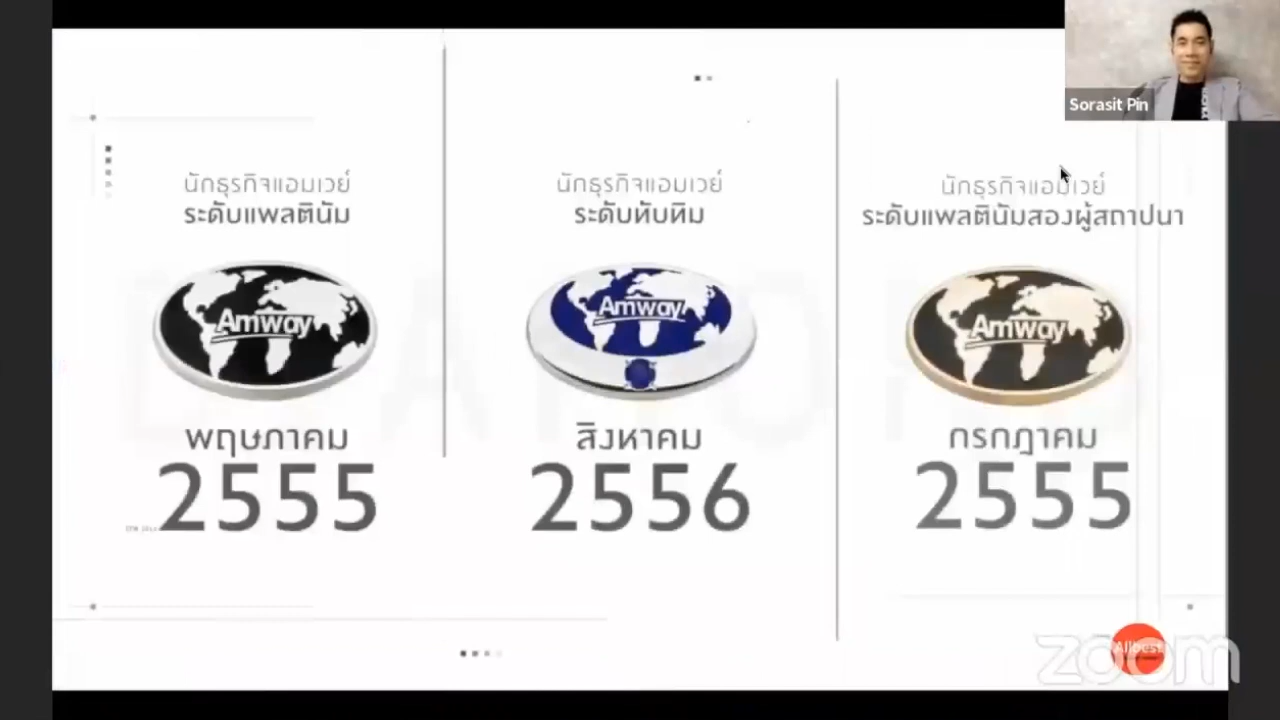 Sorasit Pin
นักธุรกิจแอมเวย์
ระดับแพลตินัม
Amway
พฤษภาคม
2555
นักธุรกิจแอมเวย์
ระดับทับทิม
Amway
สิงหาคม
2556
นักธุรกิจแอมเวย์
ระดับแพลตินัมสองผู้สถาปนา
Amway
กรกฎาคม
2555
Allbest
zoom